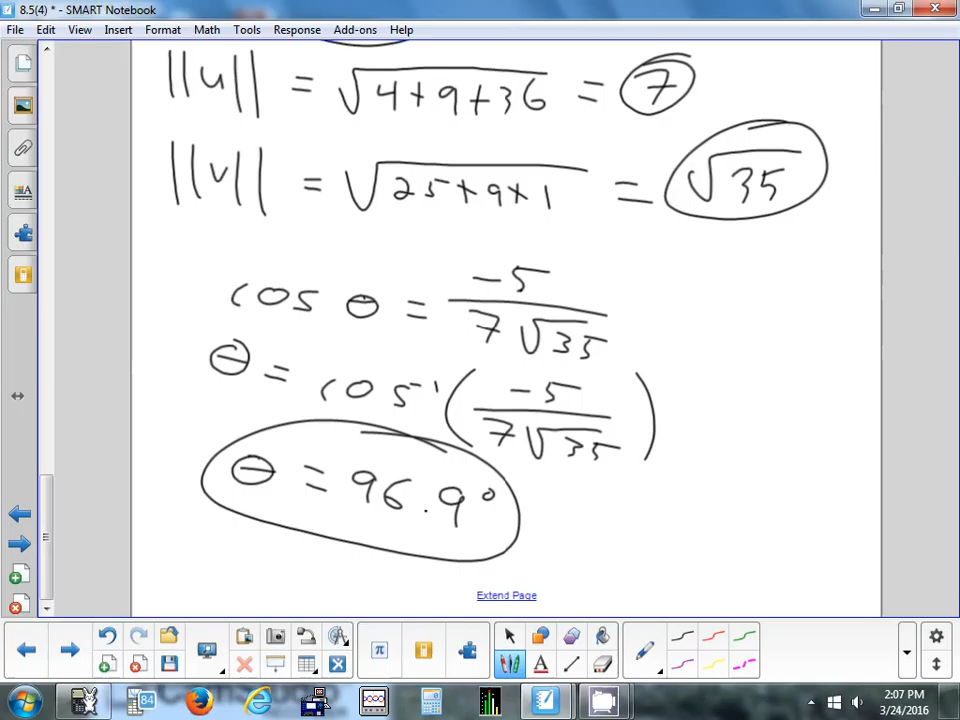 8.5(4) * - SMART Notebook
File Edit View Insert Format Math Tools Response Addons Help
||u|| = √4+9+36 = 7
||v|| = √25+9+1 = √35
cos θ = -5 / 7√35
θ = cos⁻¹ (-5 / 7√35)
θ = 96.9°
Extend Page
84
2:07 PM
3/24/2016